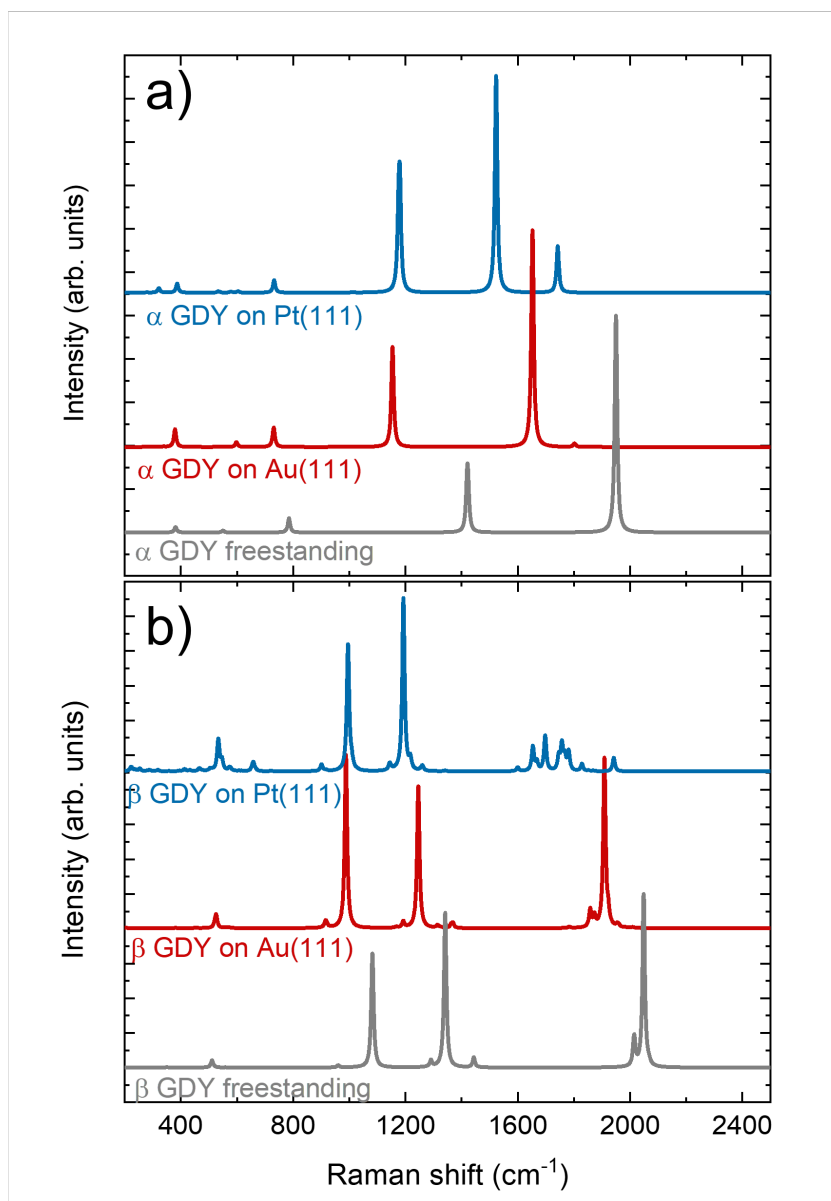 a)
Intensity (arb. units)
α GDY on Pt(111)
α GDY on Au(111)
α GDY freestanding
b)
Intensity (arb. units)
β GDY on Pt(111)
β GDY on Au(111)
β GDY freestanding
400 800 1200 1600 2000 2400
Raman shift (cm⁻¹)